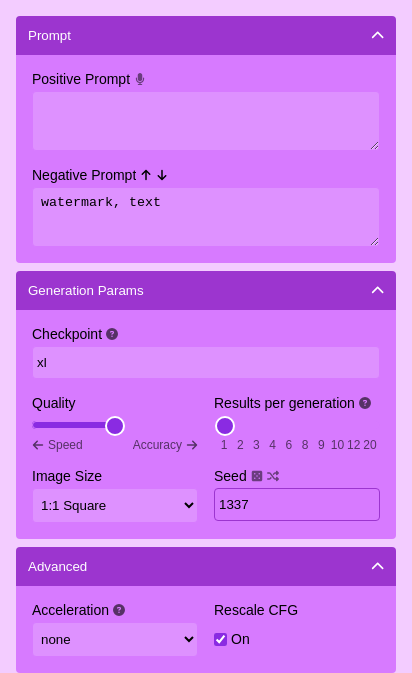 Prompt
Positive Prompt
Negative Prompt
watermark, text
Generation Params
Checkpoint ?
xl
Quality
Results per generation ?
Speed Accuracy
1 2 3 4 6 8 9 10 12 20
Image Size
Seed
1:1 Square
1337
Advanced
Acceleration ?
Rescale CFG
none
On